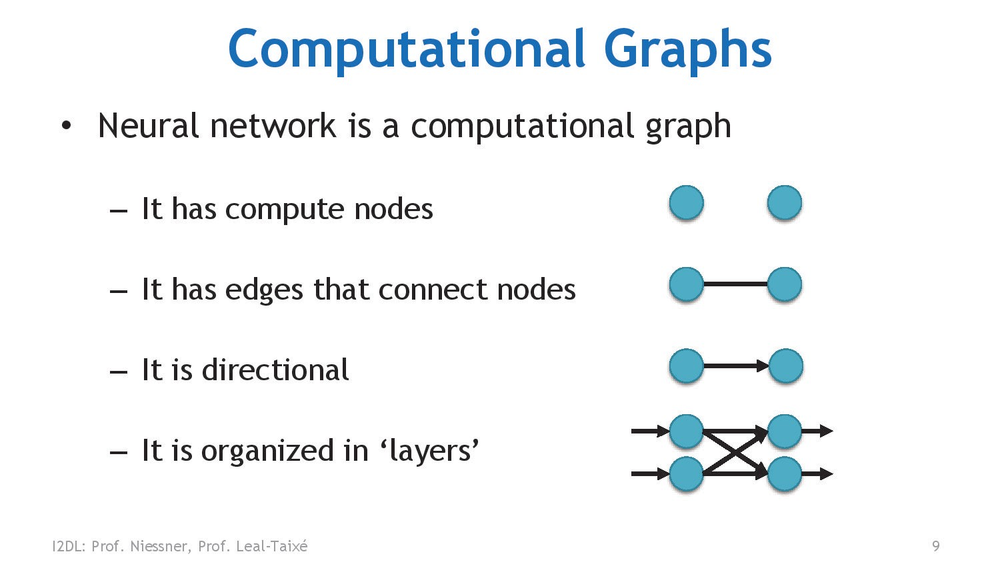 Computational Graphs
• Neural network is a computational graph
– It has compute nodes
– It has edges that connect nodes
– It is directional
– It is organized in ‘layers’
I2DL: Prof. Niessner, Prof. Leal-Taixé
9